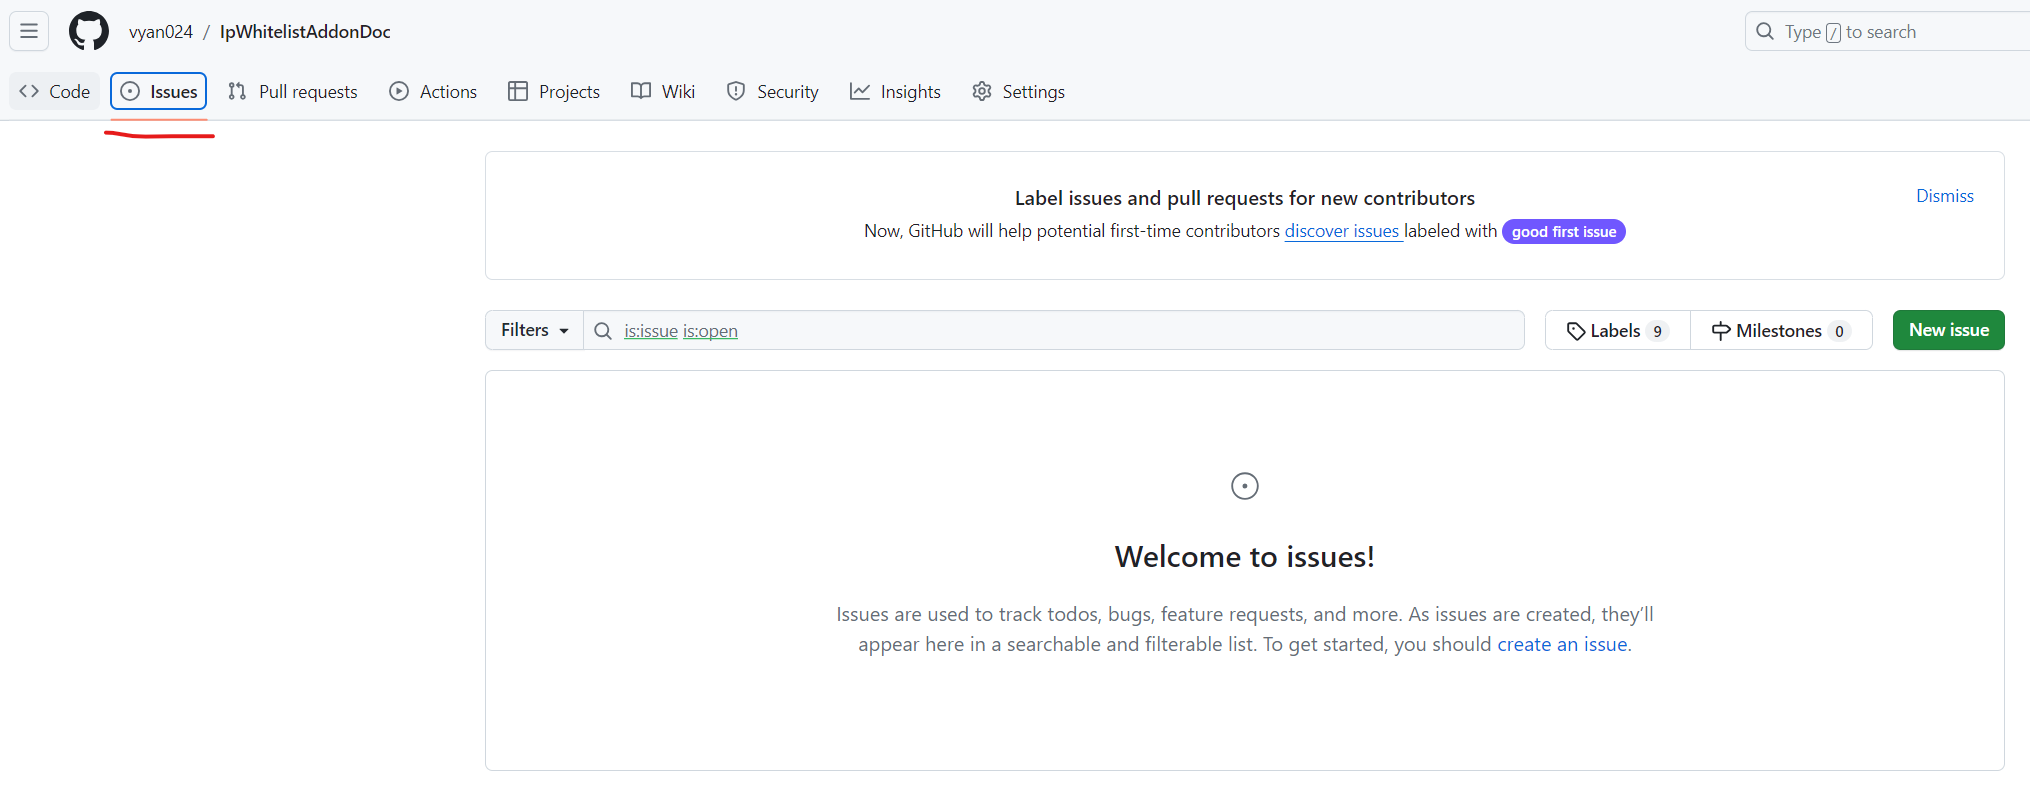 vyan024 / IpWhitelistAddonDoc
Type / to search
Code Issues Pull requests Actions Projects Wiki Security Insights Settings
Label issues and pull requests for new contributors
Dismiss
Now, GitHub will help potential first-time contributors discover issues labeled with good first issue
Filters is:issue is:open Labels 9 Milestones 0 New issue
Welcome to issues!
Issues are used to track todos, bugs, feature requests, and more. As issues are created, they’ll
appear here in a searchable and filterable list. To get started, you should create an issue.